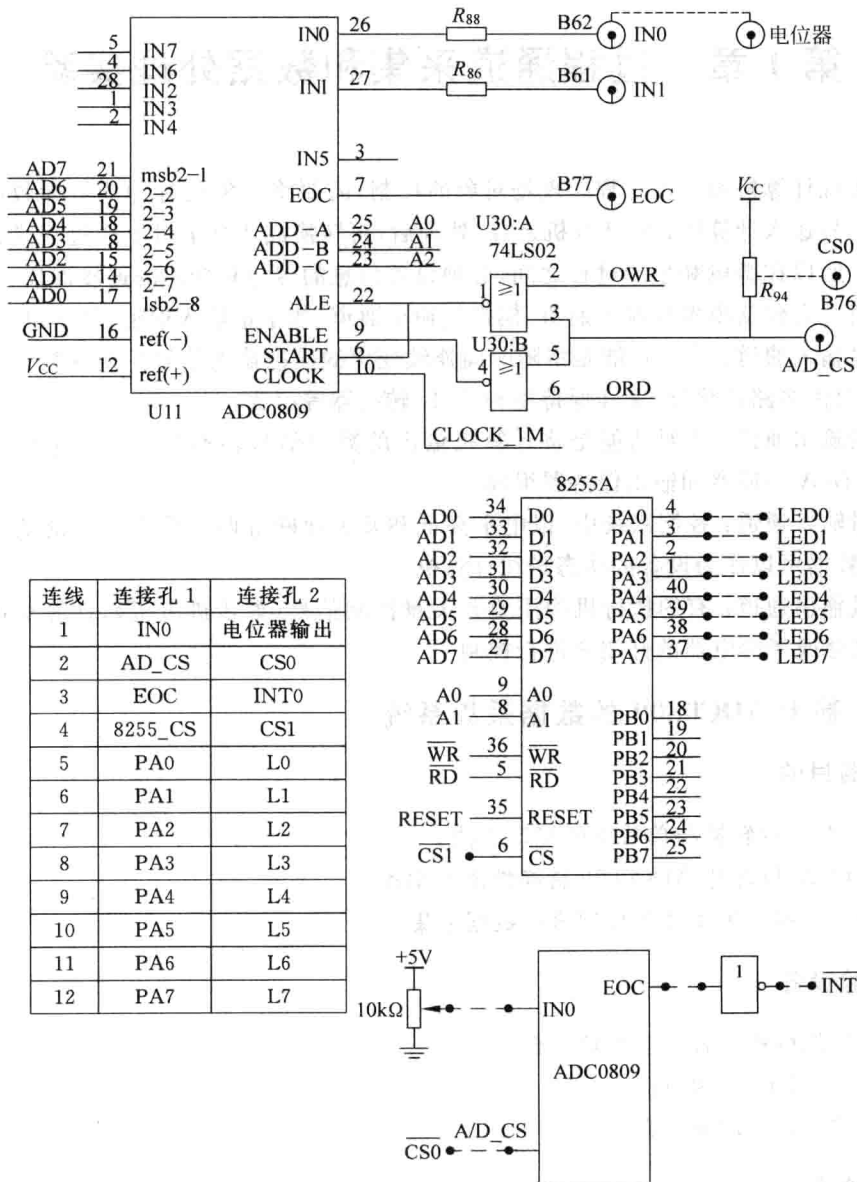 26 R88 B62 IN0 电位器
IN0
5 IN7
4 IN6
28 IN2
1 IN3
2 IN4
IN1 27 R86 B61 IN1
IN5 3
EOC 7 B77 EOC
AD7 21 msb2-1
AD6 20 2-2
AD5 19 2-3
AD4 18 2-4
AD3 8 2-5
AD2 15 2-6
AD1 14 2-7
AD0 17 lsb2-8
GND 16 ref(-)
VCC 12 ref(+)
ADD-A 25 A0
ADD-B 24 A1
ADD-C 23 A2
ALE 22
ENABLE 9
START 6
CLOCK 10
U11 ADC0809
CLOCK_1M
U30:A
74LS02
1 ≥1 2 OWR
3
U30:B
4 ≥1 5
6 ORD
VCC
CS0
R94 B76
A/D_CS
8255A
AD0 34 D0 PA0 4 LED0
AD1 33 D1 PA1 3 LED1
AD2 32 D2 PA2 2 LED2
AD3 31 D3 PA3 1 LED3
AD4 30 D4 PA4 40 LED4
AD5 29 D5 PA5 39 LED5
AD6 28 D6 PA6 38 LED6
AD7 27 D7 PA7 37 LED7
A0 9 A0 PB0 18
A1 8 A1 PB1 19
WR 36 WR PB2 20
RD 5 RD PB3 21
PB4 22
RESET 35 RESET PB5 23
PB6 24
CS1 6 CS PB7 25
连线 连接孔1 连接孔2
1 IN0 电位器输出
2 AD_CS CS0
3 EOC INT0
4 8255_CS CS1
5 PA0 L0
6 PA1 L1
7 PA2 L2
8 PA3 L3
9 PA4 L4
10 PA5 L5
11 PA6 L6
12 PA7 L7
+5V
10kΩ IN0 EOC 1 INT
ADC0809
CS0 A/D_CS